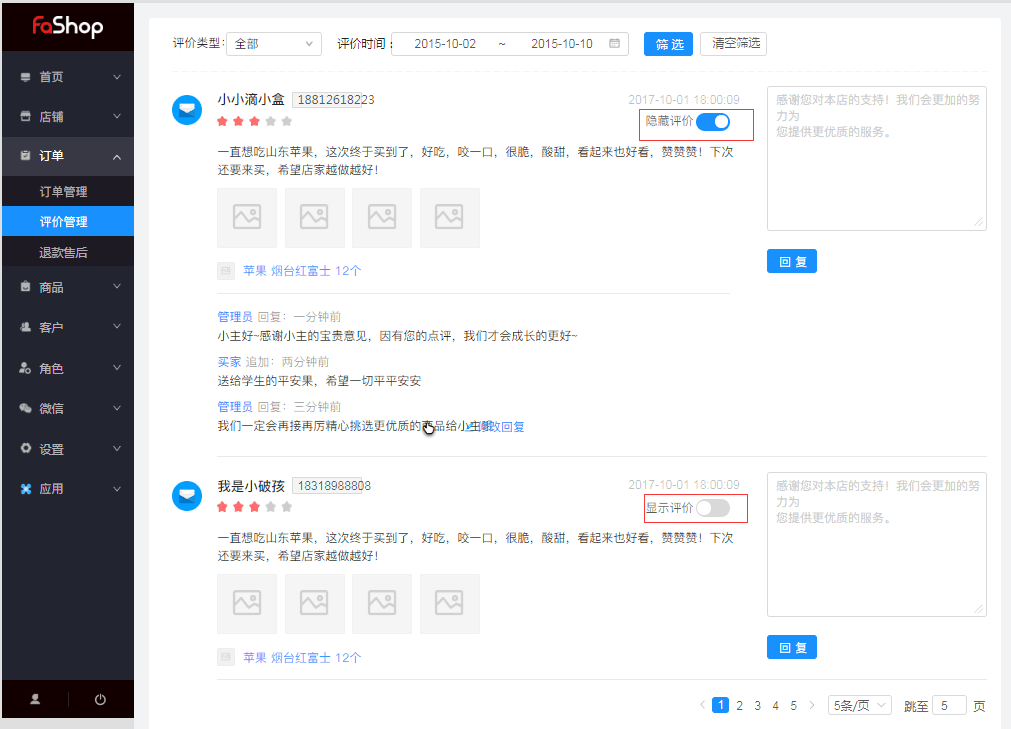 FaShop
首页
店铺
订单
订单管理
评价管理
退款售后
商品
客户
角色
微信
设置
应用
评价类型: 全部 评价时间: 2015-10-02 ~ 2015-10-10 筛 选 清空筛选
小小滴小盒 18812618223 2017-10-01 18:00:09
隐藏评价
一直想吃山东苹果，这次终于买到了，好吃，咬一口，很脆，酸甜，看起来也好看，赞赞赞！下次
还要来买，希望店家越做越好！
苹果 烟台红富士 12个
管理员 回复: 一分钟前
小主好~感谢小主的宝贵意见，因有您的点评，我们才会成长的更好~
买家 追加: 两分钟前
送给学生的平安果，希望一切平平安安
管理员 回复: 三分钟前
我们一定会再接再厉精心挑选更优质的商品给小主哦 修改回复
感谢您对本店的支持！我们会更加的努
力为
您提供更优质的服务。
回 复
我是小破孩 18318988808 2017-10-01 18:00:09
显示评价
一直想吃山东苹果，这次终于买到了，好吃，咬一口，很脆，酸甜，看起来也好看，赞赞赞！下次
还要来买，希望店家越做越好！
苹果 烟台红富士 12个
感谢您对本店的支持！我们会更加的努
力为
您提供更优质的服务。
回 复
1 2 3 4 5 5条/页 跳至 5 页